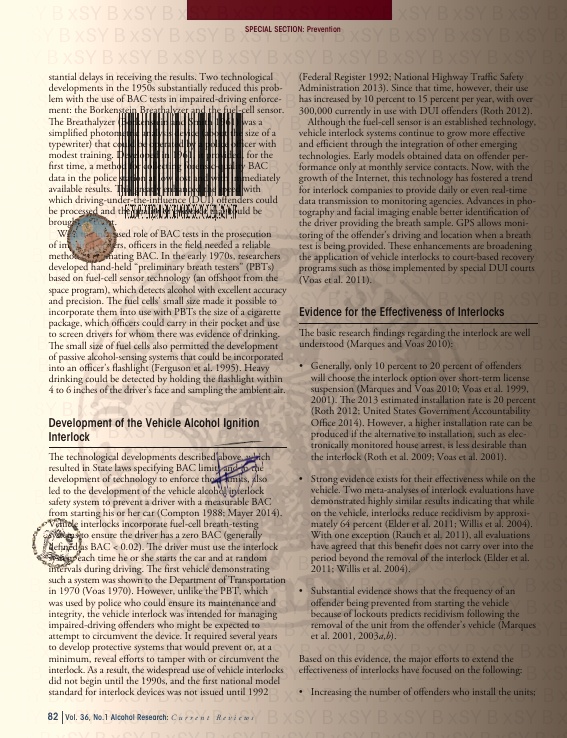 SPECIAL SECTION: Prevention
stantial delays in receiving the results. Two technological
developments in the 1950s substantially reduced this prob-
lem with the use of BAC tests in impaired-driving enforce-
ment: the Borkenstein Breathalyzer and the fuel-cell sensor.
The Breathalyzer was a
simplified photometric analysis device the size of a
typewriter) that could be operated by a police officer with
modest training. Developed in for the
first time, a method BAC
data in the police station at low cost and with immediately
available results. This with
which driving-under-the-influence (DUI) offenders could
be processed and the be
brought
sed role of BAC tests in the prosecution
of officers in the field needed a reliable
method nating BAC. In the early 1970s, researchers
developed hand-held “preliminary breath testers” (PBTs)
based on fuel-cell sensor technology (an offshoot from the
space program), which detects alcohol with excellent accuracy
and precision. The fuel cells’ small size made it possible to
incorporate them into use with PBTs the size of a cigarette
package, which officers could carry in their pocket and use
to screen drivers for whom there was evidence of drinking.
The small size of fuel cells also permitted the development
of passive alcohol-sensing systems that could be incorporated
into an officer’s flashlight (Ferguson et al. 1995). Heavy
drinking could be detected by holding the flashlight within
4 to 6 inches of the driver’s face and sampling the ambient air.
Development of the Vehicle Alcohol Ignition
Interlock
The technological developments described above, which
resulted in State laws specifying BAC limits and to the
development of technology to enforce those limits, also
led to the development of the vehicle alcohol interlock
safety system to prevent a driver with a measurable BAC
from starting his or her car (Compton 1988; Mayer 2014).
Vehicle interlocks incorporate fuel-cell breath-testing
systems to ensure the driver has a zero BAC (generally
defined as BAC < 0.02). The driver must use the interlock
system each time he or she starts the car and at random
intervals during driving. The first vehicle demonstrating
such a system was shown to the Department of Transportation
in 1970 (Voas 1970). However, unlike the PBT, which
was used by police who could ensure its maintenance and
integrity, the vehicle interlock was intended for managing
impaired-driving offenders who might be expected to
attempt to circumvent the device. It required several years
to develop protective systems that would prevent or, at a
minimum, reveal efforts to tamper with or circumvent the
interlock. As a result, the widespread use of vehicle interlocks
did not begin until the 1990s, and the first national model
standard for interlock devices was not issued until 1992
(Federal Register 1992; National Highway Traffic Safety
Administration 2013). Since that time, however, their use
has increased by 10 percent to 15 percent per year, with over
300,000 currently in use with DUI offenders (Roth 2012).
Although the fuel-cell sensor is an established technology,
vehicle interlock systems continue to grow more effective
and efficient through the integration of other emerging
technologies. Early models obtained data on offender per-
formance only at monthly service contacts. Now, with the
growth of the Internet, this technology has fostered a trend
for interlock companies to provide daily or even real-time
data transmission to monitoring agencies. Advances in pho-
tography and facial imaging enable better identification of
the driver providing the breath sample. GPS allows moni-
toring of the offender’s driving and location when a breath
test is being provided. These enhancements are broadening
the application of vehicle interlocks to court-based recovery
programs such as those implemented by special DUI courts
(Voas et al. 2011).
Evidence for the Effectiveness of Interlocks
The basic research findings regarding the interlock are well
understood (Marques and Voas 2010):
• Generally, only 10 percent to 20 percent of offenders
will choose the interlock option over short-term license
suspension (Marques and Voas 2010; Voas et al. 1999,
2001). The 2013 estimated installation rate is 20 percent
(Roth 2012; United States Government Accountability
Office 2014). However, a higher installation rate can be
produced if the alternative to installation, such as elec-
tronically monitored house arrest, is less desirable than
the interlock (Roth et al. 2009; Voas et al. 2001).
• Strong evidence exists for their effectiveness while on the
vehicle. Two meta-analyses of interlock evaluations have
demonstrated highly similar results indicating that while
on the vehicle, interlocks reduce recidivism by approxi-
mately 64 percent (Elder et al. 2011; Willis et al. 2004).
With one exception (Rauch et al. 2011), all evaluations
have agreed that this benefit does not carry over into the
period beyond the removal of the interlock (Elder et al.
2011; Willis et al. 2004).
• Substantial evidence shows that the frequency of an
offender being prevented from starting the vehicle
because of lockouts predicts recidivism following the
removal of the unit from the offender’s vehicle (Marques
et al. 2001, 2003a,b).
Based on this evidence, the major efforts to extend the
effectiveness of interlocks have focused on the following:
• Increasing the number of offenders who install the units;
82 | Vol. 36, No.1 Alcohol Research: Current Reviews